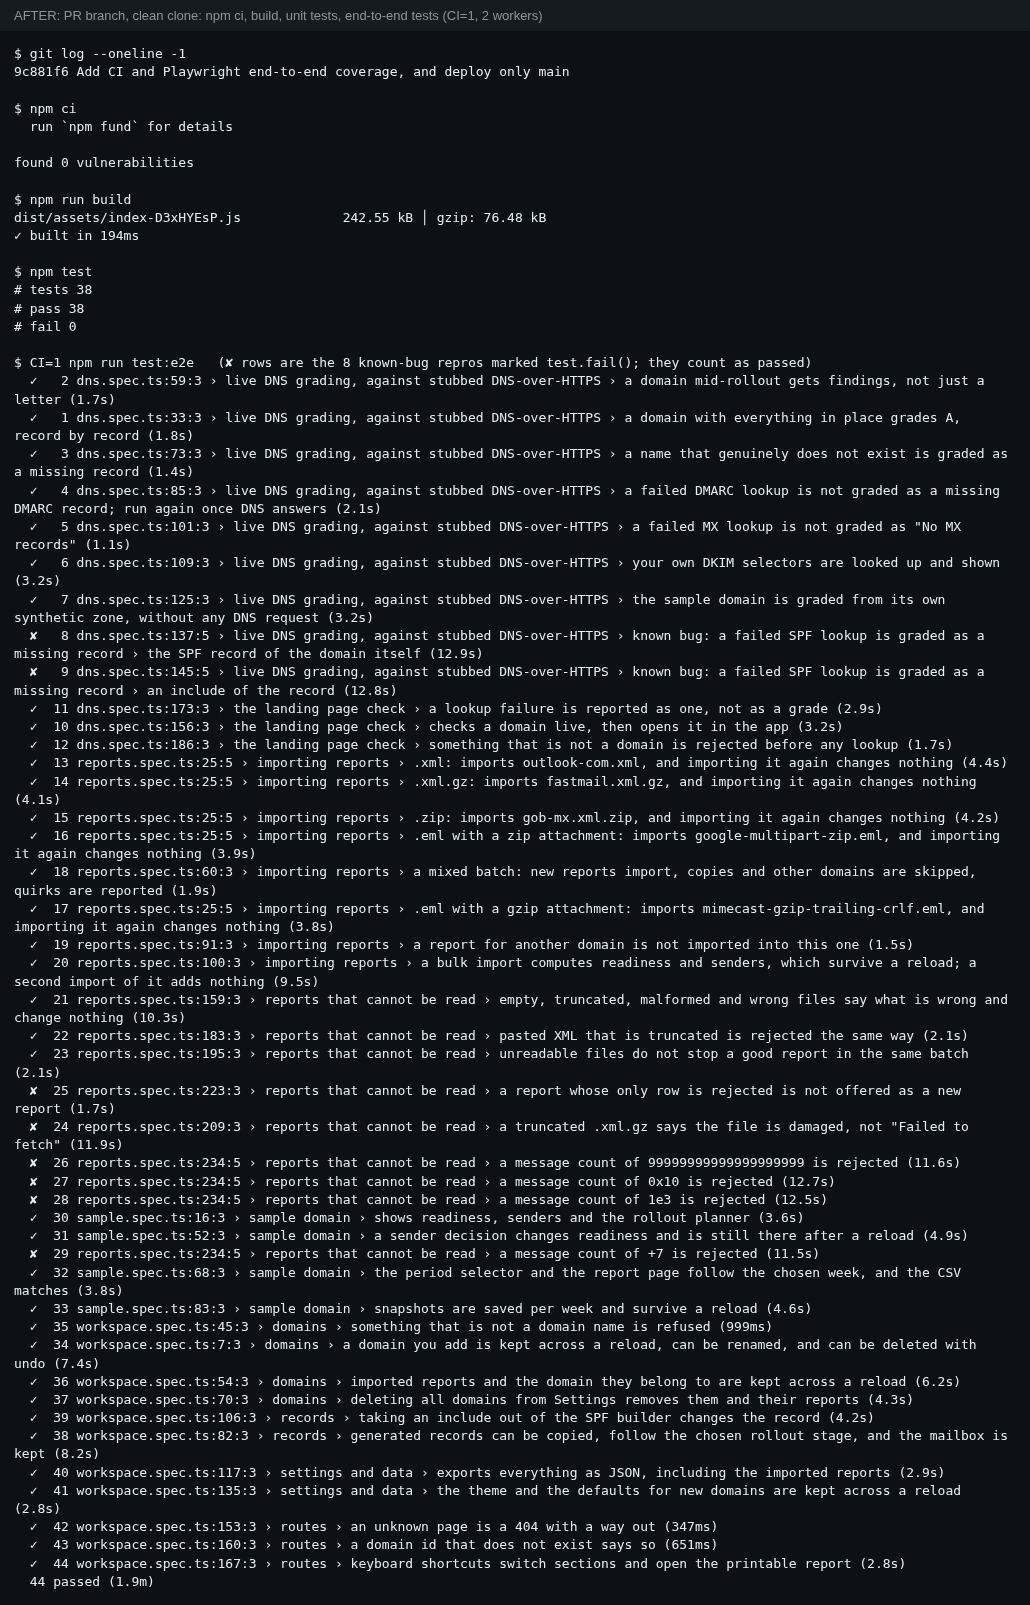 AFTER: PR branch, clean clone: npm ci, build, unit tests, end-to-end tests (CI=1, 2 workers)
$ git log --oneline -1
9c881f6 Add CI and Playwright end-to-end coverage, and deploy only main
$ npm ci
run `npm fund` for details
found 0 vulnerabilities
$ npm run build
dist/assets/index-D3xHYEsP.js 242.55 kB │ gzip: 76.48 kB
✓ built in 194ms
$ npm test
# tests 38
# pass 38
# fail 0
$ CI=1 npm run test:e2e (✘ rows are the 8 known-bug repros marked test.fail(); they count as passed)
✓ 2 dns.spec.ts:59:3 › live DNS grading, against stubbed DNS-over-HTTPS › a domain mid-rollout gets findings, not just a
letter (1.7s)
✓ 1 dns.spec.ts:33:3 › live DNS grading, against stubbed DNS-over-HTTPS › a domain with everything in place grades A,
record by record (1.8s)
✓ 3 dns.spec.ts:73:3 › live DNS grading, against stubbed DNS-over-HTTPS › a name that genuinely does not exist is graded as
a missing record (1.4s)
✓ 4 dns.spec.ts:85:3 › live DNS grading, against stubbed DNS-over-HTTPS › a failed DMARC lookup is not graded as a missing
DMARC record; run again once DNS answers (2.1s)
✓ 5 dns.spec.ts:101:3 › live DNS grading, against stubbed DNS-over-HTTPS › a failed MX lookup is not graded as "No MX
records" (1.1s)
✓ 6 dns.spec.ts:109:3 › live DNS grading, against stubbed DNS-over-HTTPS › your own DKIM selectors are looked up and shown
(3.2s)
✓ 7 dns.spec.ts:125:3 › live DNS grading, against stubbed DNS-over-HTTPS › the sample domain is graded from its own
synthetic zone, without any DNS request (3.2s)
✘ 8 dns.spec.ts:137:5 › live DNS grading, against stubbed DNS-over-HTTPS › known bug: a failed SPF lookup is graded as a
missing record › the SPF record of the domain itself (12.9s)
✘ 9 dns.spec.ts:145:5 › live DNS grading, against stubbed DNS-over-HTTPS › known bug: a failed SPF lookup is graded as a
missing record › an include of the record (12.8s)
✓ 11 dns.spec.ts:173:3 › the landing page check › a lookup failure is reported as one, not as a grade (2.9s)
✓ 10 dns.spec.ts:156:3 › the landing page check › checks a domain live, then opens it in the app (3.2s)
✓ 12 dns.spec.ts:186:3 › the landing page check › something that is not a domain is rejected before any lookup (1.7s)
✓ 13 reports.spec.ts:25:5 › importing reports › .xml: imports outlook-com.xml, and importing it again changes nothing (4.4s)
✓ 14 reports.spec.ts:25:5 › importing reports › .xml.gz: imports fastmail.xml.gz, and importing it again changes nothing
(4.1s)
✓ 15 reports.spec.ts:25:5 › importing reports › .zip: imports gob-mx.xml.zip, and importing it again changes nothing (4.2s)
✓ 16 reports.spec.ts:25:5 › importing reports › .eml with a zip attachment: imports google-multipart-zip.eml, and importing
it again changes nothing (3.9s)
✓ 18 reports.spec.ts:60:3 › importing reports › a mixed batch: new reports import, copies and other domains are skipped,
quirks are reported (1.9s)
✓ 17 reports.spec.ts:25:5 › importing reports › .eml with a gzip attachment: imports mimecast-gzip-trailing-crlf.eml, and
importing it again changes nothing (3.8s)
✓ 19 reports.spec.ts:91:3 › importing reports › a report for another domain is not imported into this one (1.5s)
✓ 20 reports.spec.ts:100:3 › importing reports › a bulk import computes readiness and senders, which survive a reload; a
second import of it adds nothing (9.5s)
✓ 21 reports.spec.ts:159:3 › reports that cannot be read › empty, truncated, malformed and wrong files say what is wrong and
change nothing (10.3s)
✓ 22 reports.spec.ts:183:3 › reports that cannot be read › pasted XML that is truncated is rejected the same way (2.1s)
✓ 23 reports.spec.ts:195:3 › reports that cannot be read › unreadable files do not stop a good report in the same batch
(2.1s)
✘ 25 reports.spec.ts:223:3 › reports that cannot be read › a report whose only row is rejected is not offered as a new
report (1.7s)
✘ 24 reports.spec.ts:209:3 › reports that cannot be read › a truncated .xml.gz says the file is damaged, not "Failed to
fetch" (11.9s)
✘ 26 reports.spec.ts:234:5 › reports that cannot be read › a message count of 99999999999999999999 is rejected (11.6s)
✘ 27 reports.spec.ts:234:5 › reports that cannot be read › a message count of 0x10 is rejected (12.7s)
✘ 28 reports.spec.ts:234:5 › reports that cannot be read › a message count of 1e3 is rejected (12.5s)
✓ 30 sample.spec.ts:16:3 › sample domain › shows readiness, senders and the rollout planner (3.6s)
✓ 31 sample.spec.ts:52:3 › sample domain › a sender decision changes readiness and is still there after a reload (4.9s)
✘ 29 reports.spec.ts:234:5 › reports that cannot be read › a message count of +7 is rejected (11.5s)
✓ 32 sample.spec.ts:68:3 › sample domain › the period selector and the report page follow the chosen week, and the CSV
matches (3.8s)
✓ 33 sample.spec.ts:83:3 › sample domain › snapshots are saved per week and survive a reload (4.6s)
✓ 35 workspace.spec.ts:45:3 › domains › something that is not a domain name is refused (999ms)
✓ 34 workspace.spec.ts:7:3 › domains › a domain you add is kept across a reload, can be renamed, and can be deleted with
undo (7.4s)
✓ 36 workspace.spec.ts:54:3 › domains › imported reports and the domain they belong to are kept across a reload (6.2s)
✓ 37 workspace.spec.ts:70:3 › domains › deleting all domains from Settings removes them and their reports (4.3s)
✓ 39 workspace.spec.ts:106:3 › records › taking an include out of the SPF builder changes the record (4.2s)
✓ 38 workspace.spec.ts:82:3 › records › generated records can be copied, follow the chosen rollout stage, and the mailbox is
kept (8.2s)
✓ 40 workspace.spec.ts:117:3 › settings and data › exports everything as JSON, including the imported reports (2.9s)
✓ 41 workspace.spec.ts:135:3 › settings and data › the theme and the defaults for new domains are kept across a reload
(2.8s)
✓ 42 workspace.spec.ts:153:3 › routes › an unknown page is a 404 with a way out (347ms)
✓ 43 workspace.spec.ts:160:3 › routes › a domain id that does not exist says so (651ms)
✓ 44 workspace.spec.ts:167:3 › routes › keyboard shortcuts switch sections and open the printable report (2.8s)
44 passed (1.9m)